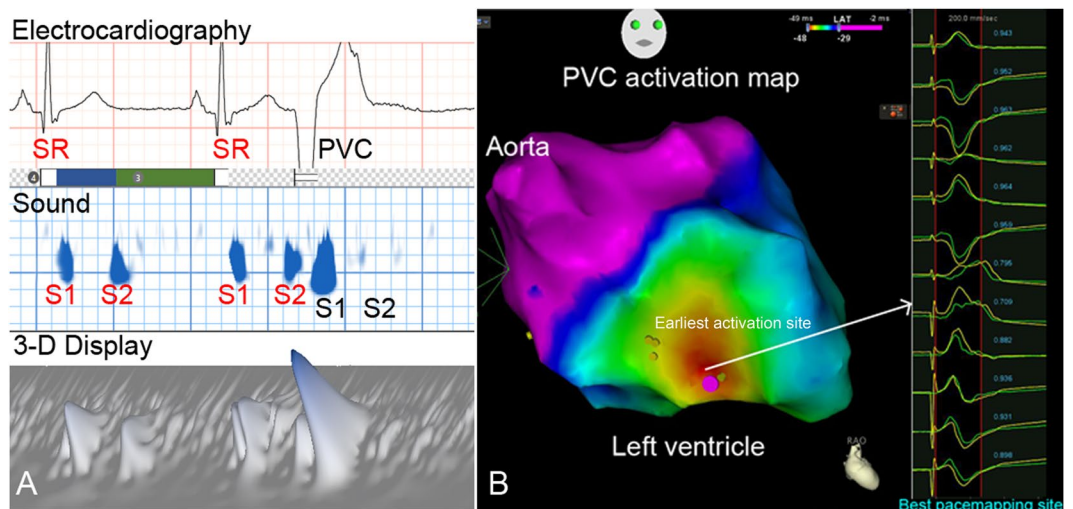 Electrocardiography
SR
SR
PVC
4
3
Sound
S1
S2
S1
S2
S1
S2
3-D Display
A
-49 ms
LAT
-2 ms
-48
-29
PVC activation map
Aorta
Earliest activation site
Left ventricle
RAO
B
200.0 mm/sec
0.943
0.952
0.963
0.962
0.964
0.959
0.795
0.709
0.882
0.936
0.931
0.898
Best pacemapping site